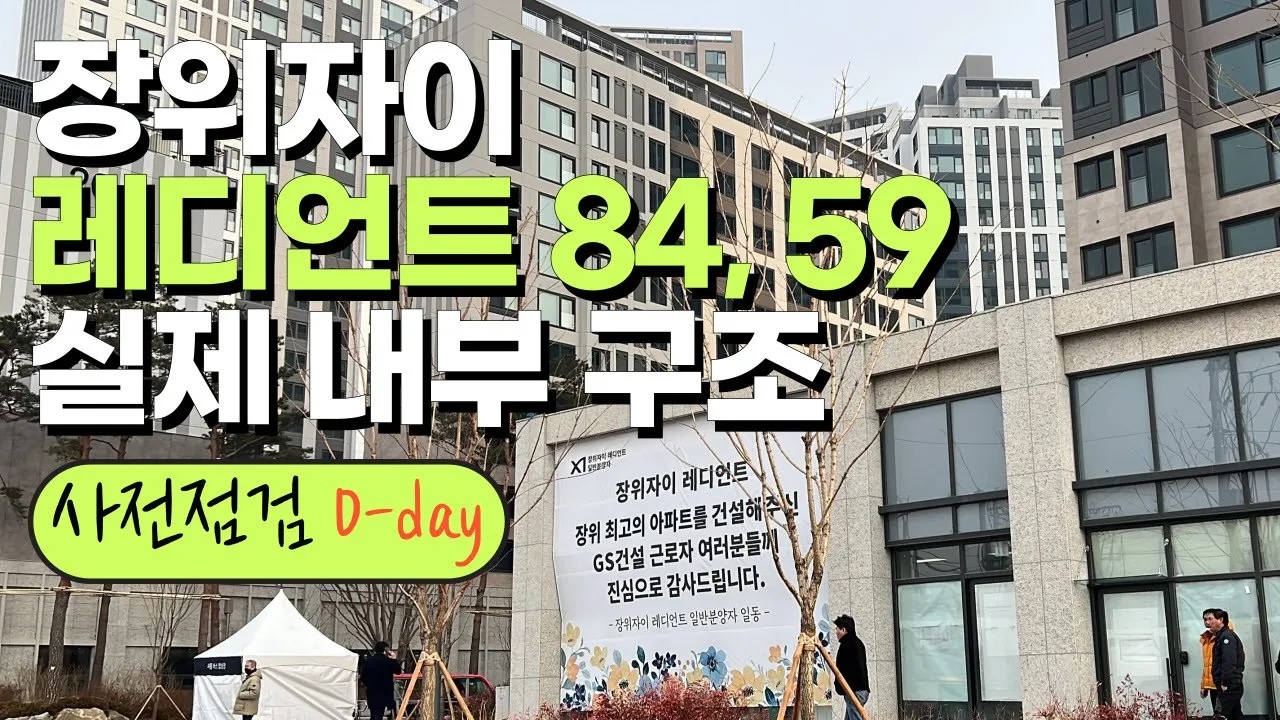 장위자이
레디언트 84, 59
실제 내부 구조
사전점검 D-day
장위자이 레디언트
일반분양자
장위자이 레디언트
장위 최고의 아파트를 건설해 주신
GS건설 근로자 여러분들께
진심으로 감사드립니다.
- 장위자이 레디언트 일반분양자 일동 -